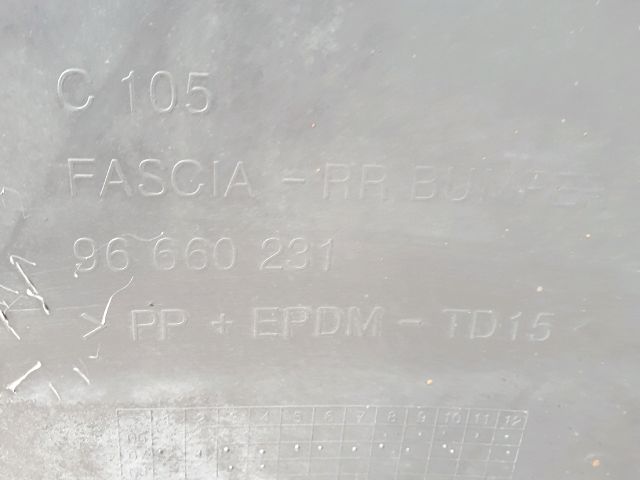 C 105
FASCIA - RR BUMPER
96 660 231
> PP + EPDM - TD15 <
2 3 4 5 6 7 8 9 10 11 12